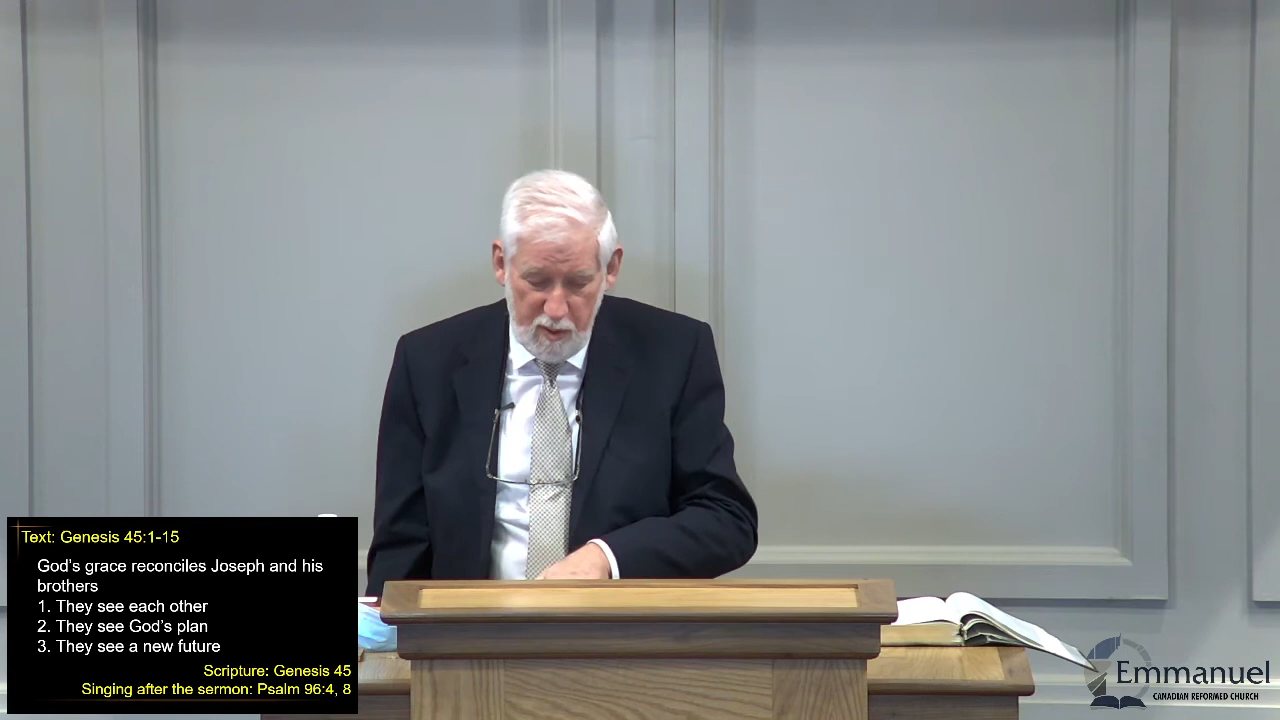 Text: Genesis 45:1-15
God's grace reconciles Joseph and his
brothers
1. They see each other
2. They see God's plan
3. They see a new future
Scripture: Genesis 45
Singing after the sermon: Psalm 96:4, 8
Emmanuel
CANADIAN REFORMED CHURCH